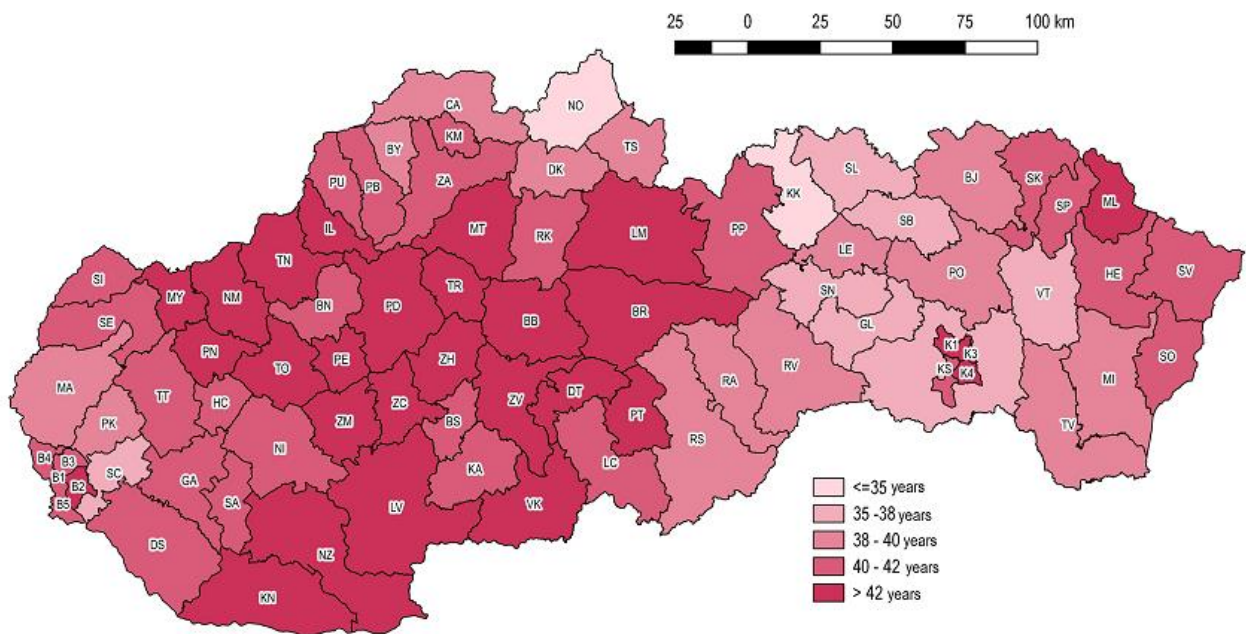 25 0 25 50 75 100 km
NO
CA
KM
BY
TS
DK
ZA
PU
PB
KK
SL
BJ
SK
SP
ML
IL
MT
RK
LM
PP
SB
LE
PO
HE
SV
VT
TN
SI
MY
NM
BN
PD
TR
BB
BR
SN
GL
SE
PN
TO
PE
ZH
K1
K3
KS
K4
SO
RA
RV
MI
MA
TT
HC
ZM
ZC
BS
ZV
DT
PT
PK
RS
TV
B4
B3
B1
B2
B5
SC
GA
NI
SA
KA
LC
LV
VK
DS
NZ
KN
<=35 years
35 -38 years
38 - 40 years
40 - 42 years
> 42 years